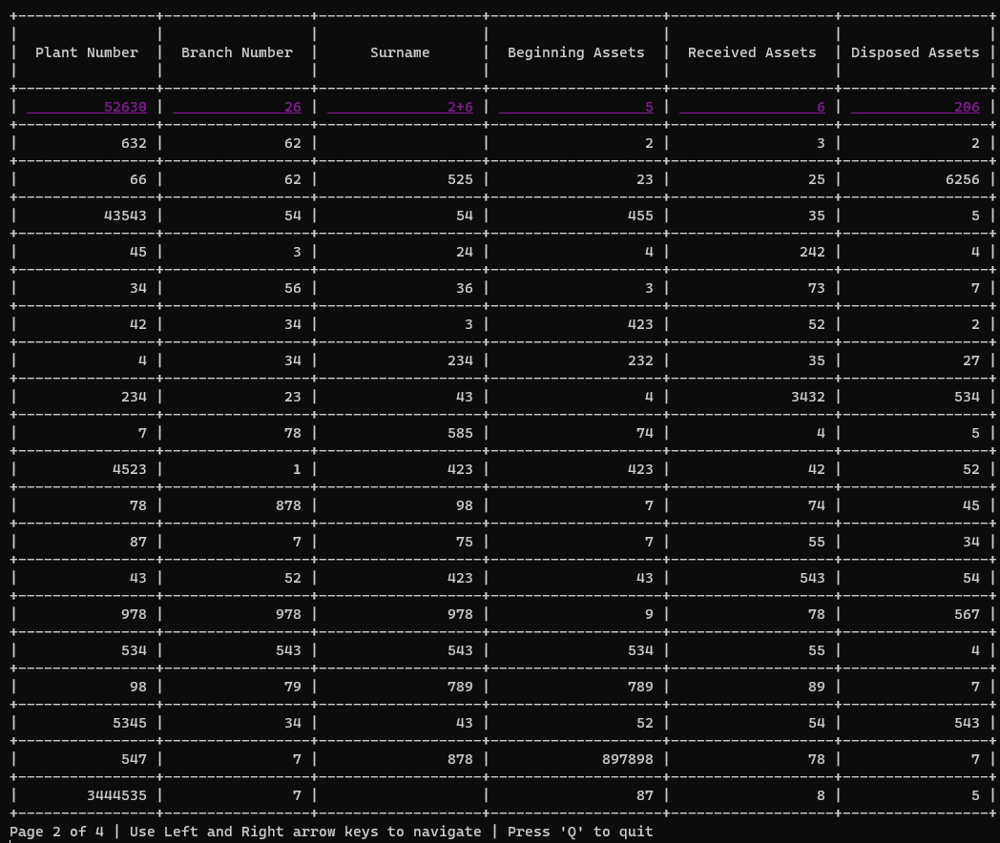 Plant Number | Branch Number | Surname | Beginning Assets | Received Assets | Disposed Assets
52630 | 26 | 2+6 | 5 | 6 | 206
632 | 62 | | 2 | 3 | 2
66 | 62 | 525 | 23 | 25 | 6256
43543 | 54 | 54 | 455 | 35 | 5
45 | 3 | 24 | 4 | 242 | 4
34 | 56 | 36 | 3 | 73 | 7
42 | 34 | 3 | 423 | 52 | 2
4 | 34 | 234 | 232 | 35 | 27
234 | 23 | 43 | 4 | 3432 | 534
7 | 78 | 585 | 74 | 4 | 5
4523 | 1 | 423 | 423 | 42 | 52
78 | 878 | 98 | 7 | 74 | 45
87 | 7 | 75 | 7 | 55 | 34
43 | 52 | 423 | 43 | 543 | 54
978 | 978 | 978 | 9 | 78 | 567
534 | 543 | 543 | 534 | 55 | 4
98 | 79 | 789 | 789 | 89 | 7
5345 | 34 | 43 | 52 | 54 | 543
547 | 7 | 878 | 897898 | 78 | 7
3444535 | 7 | | 87 | 8 | 5
Page 2 of 4 | Use Left and Right arrow keys to navigate | Press 'Q' to quit